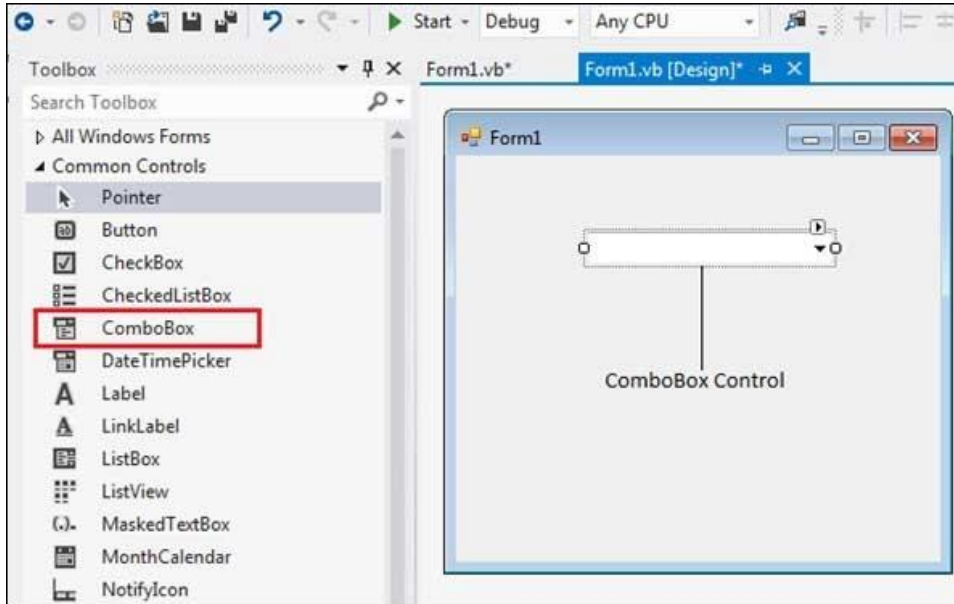 Start Debug Any CPU
Toolbox
Form1.vb*
Form1.vb [Design]*
Search Toolbox
All Windows Forms
Common Controls
Pointer
Button
CheckBox
CheckedListBox
ComboBox
DateTimePicker
Label
LinkLabel
ListBox
ListView
MaskedTextBox
MonthCalendar
NotifyIcon
Form1
ComboBox Control